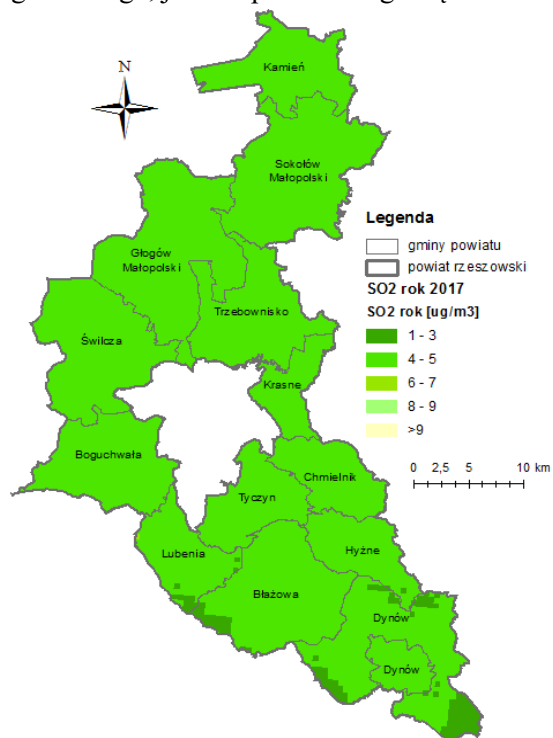 Kamień
N
Sokołów
Małopolski
Legenda
gminy powiatu
powiat rzeszowski
SO2 rok 2017
SO2 rok [ug/m3]
1 - 3
4 - 5
6 - 7
8 - 9
>9
0 2,5 5 10 km
Głogów
Małopolski
Trzebownisko
Świlcza
Krasne
Boguchwała
Chmielnik
Tyczyn
Lubenia
Hyżne
Błażowa
Dynów
Dynów